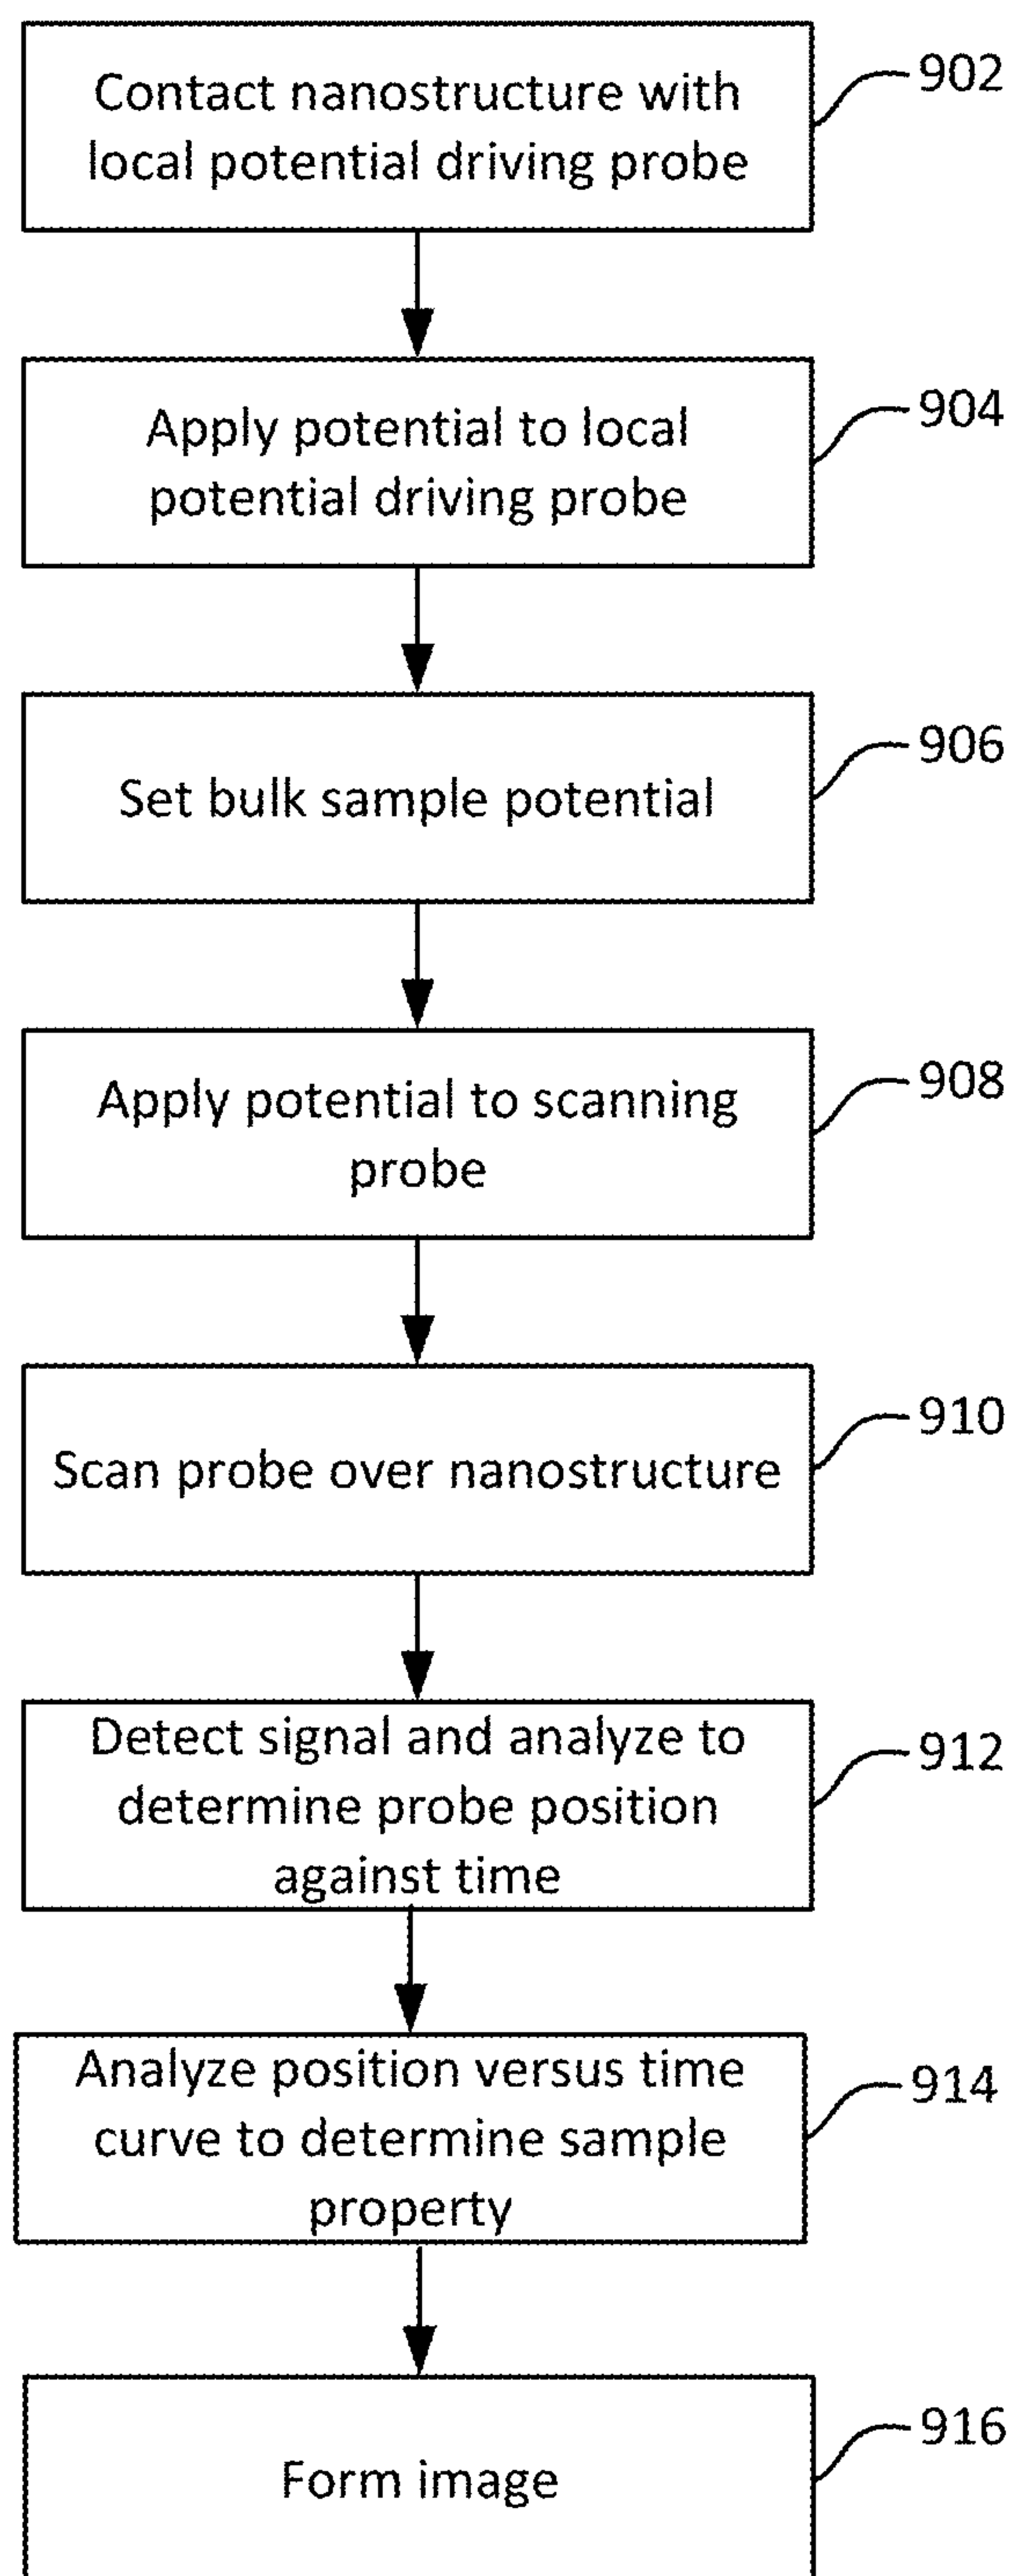 Contact nanostructure with
local potential driving probe
902
Apply potential to local
potential driving probe
904
Set bulk sample potential
906
Apply potential to scanning
probe
908
Scan probe over nanostructure
910
Detect signal and analyze to
determine probe position
against time
912
Analyze position versus time
curve to determine sample
property
914
Form image
916